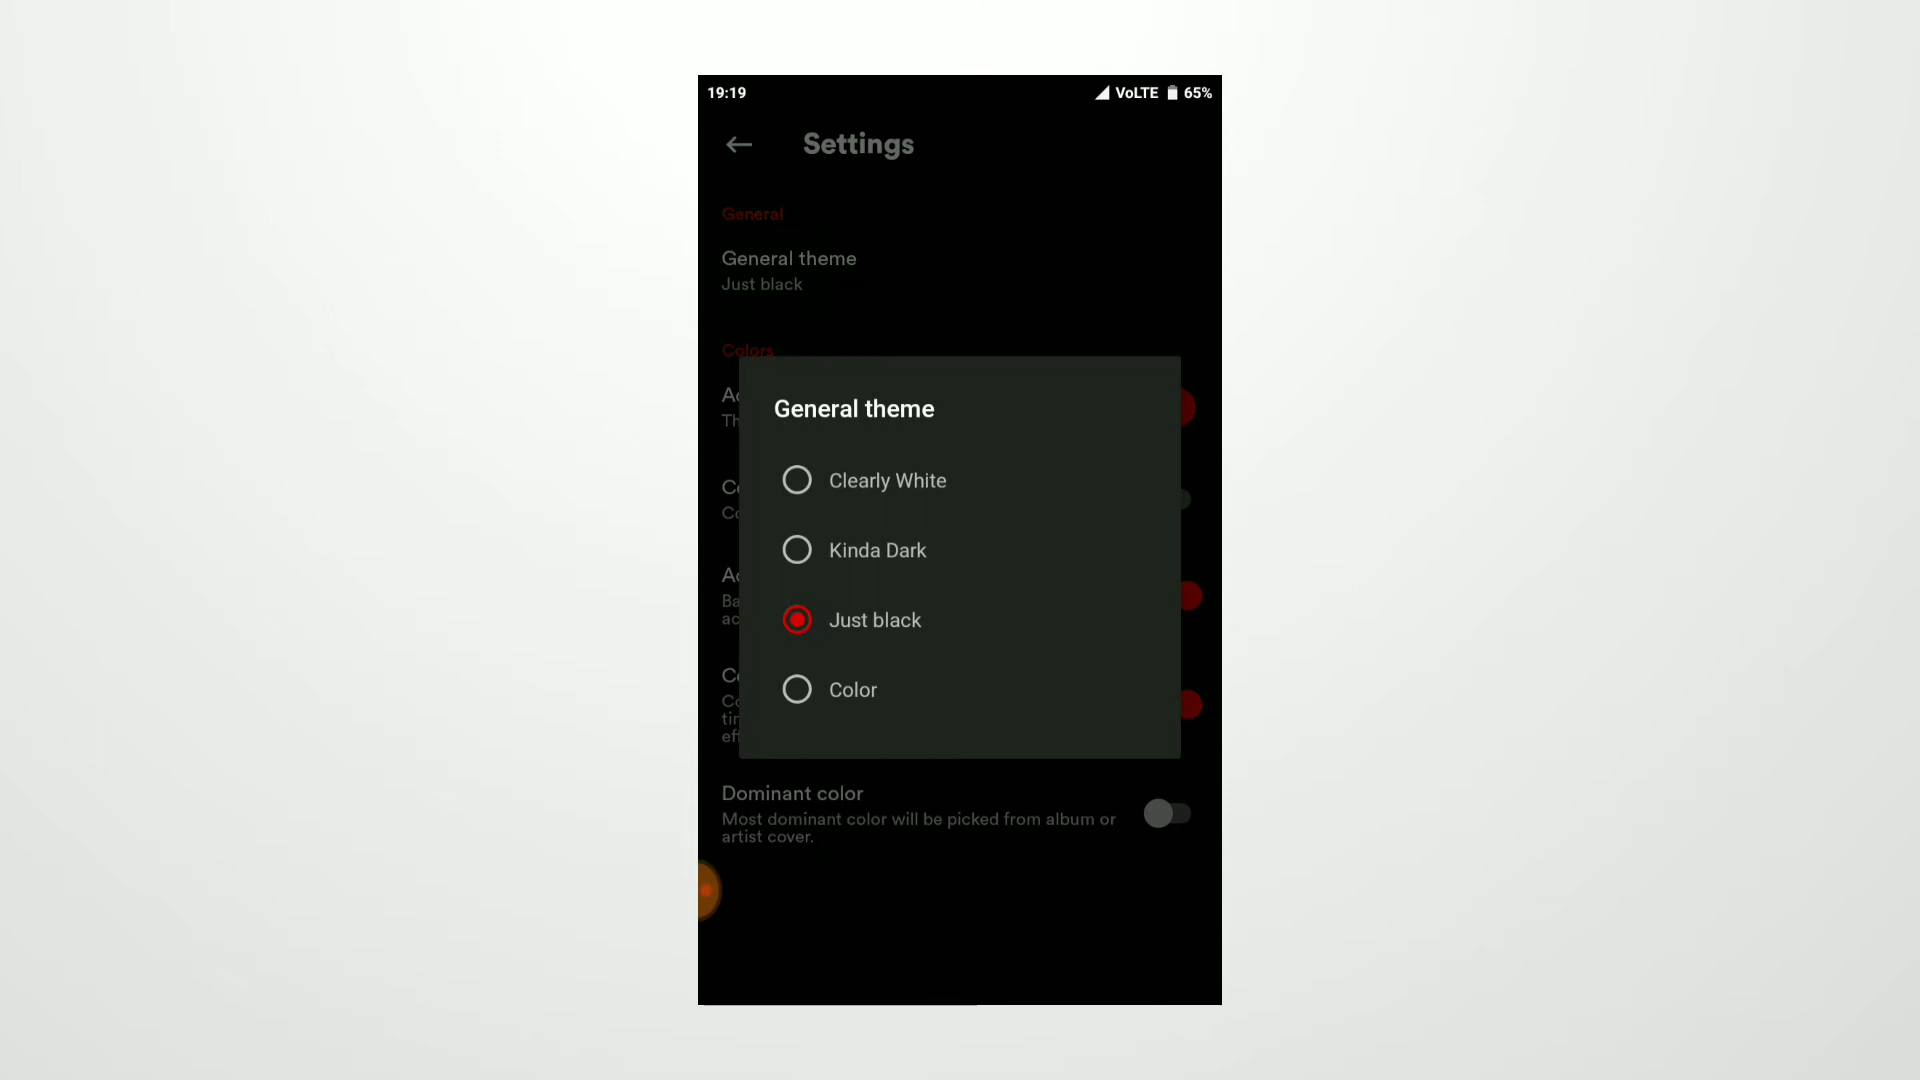 19:19 VoLTE 65%
Settings
General
General theme
Just black
Colors
General theme
Clearly White
Kinda Dark
Just black
Color
Dominant color
Most dominant color will be picked from album or
artist cover.